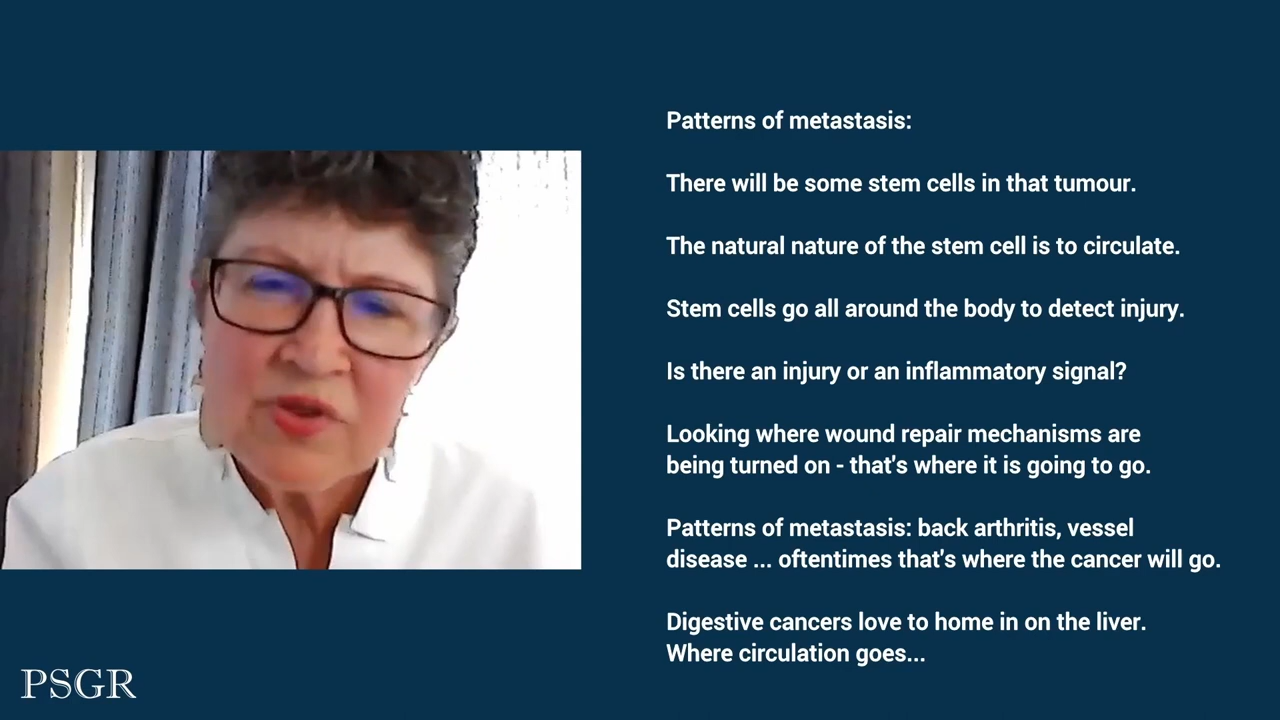 Patterns of metastasis:
There will be some stem cells in that tumour.
The natural nature of the stem cell is to circulate.
Stem cells go all around the body to detect injury.
Is there an injury or an inflammatory signal?
Looking where wound repair mechanisms are
being turned on - that's where it is going to go.
Patterns of metastasis: back arthritis, vessel
disease ... oftentimes that's where the cancer will go.
Digestive cancers love to home in on the liver.
Where circulation goes...
PSGR